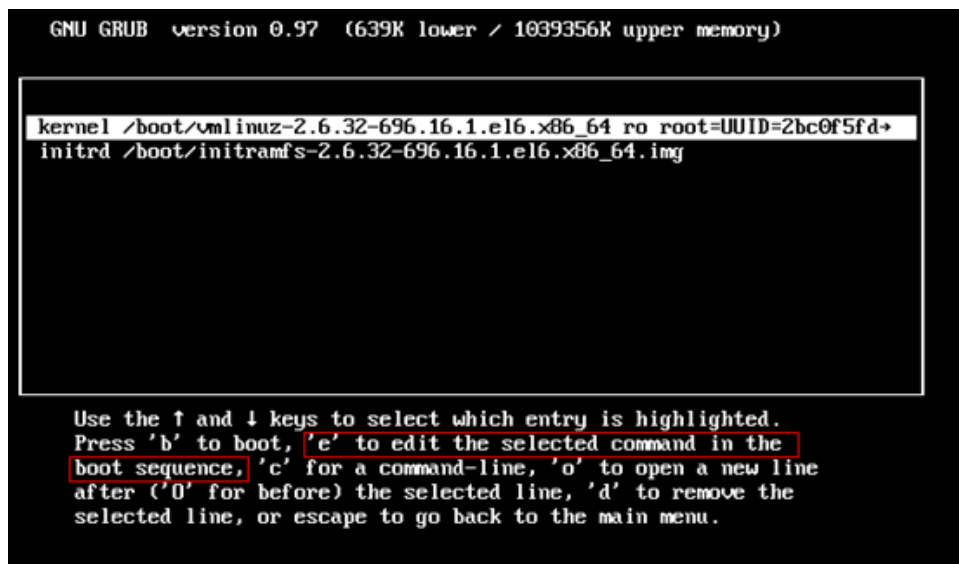 GNU GRUB  version 0.97  (639K lower / 1039356K upper memory)
kernel /boot/vmlinuz-2.6.32-696.16.1.el6.x86_64 ro root=UUID=2bc0f5fd→
initrd /boot/initramfs-2.6.32-696.16.1.el6.x86_64.img
Use the ↑ and ↓ keys to select which entry is highlighted.
Press 'b' to boot, 'e' to edit the selected command in the
boot sequence, 'c' for a command-line, 'o' to open a new line
after ('O' for before) the selected line, 'd' to remove the
selected line, or escape to go back to the main menu.